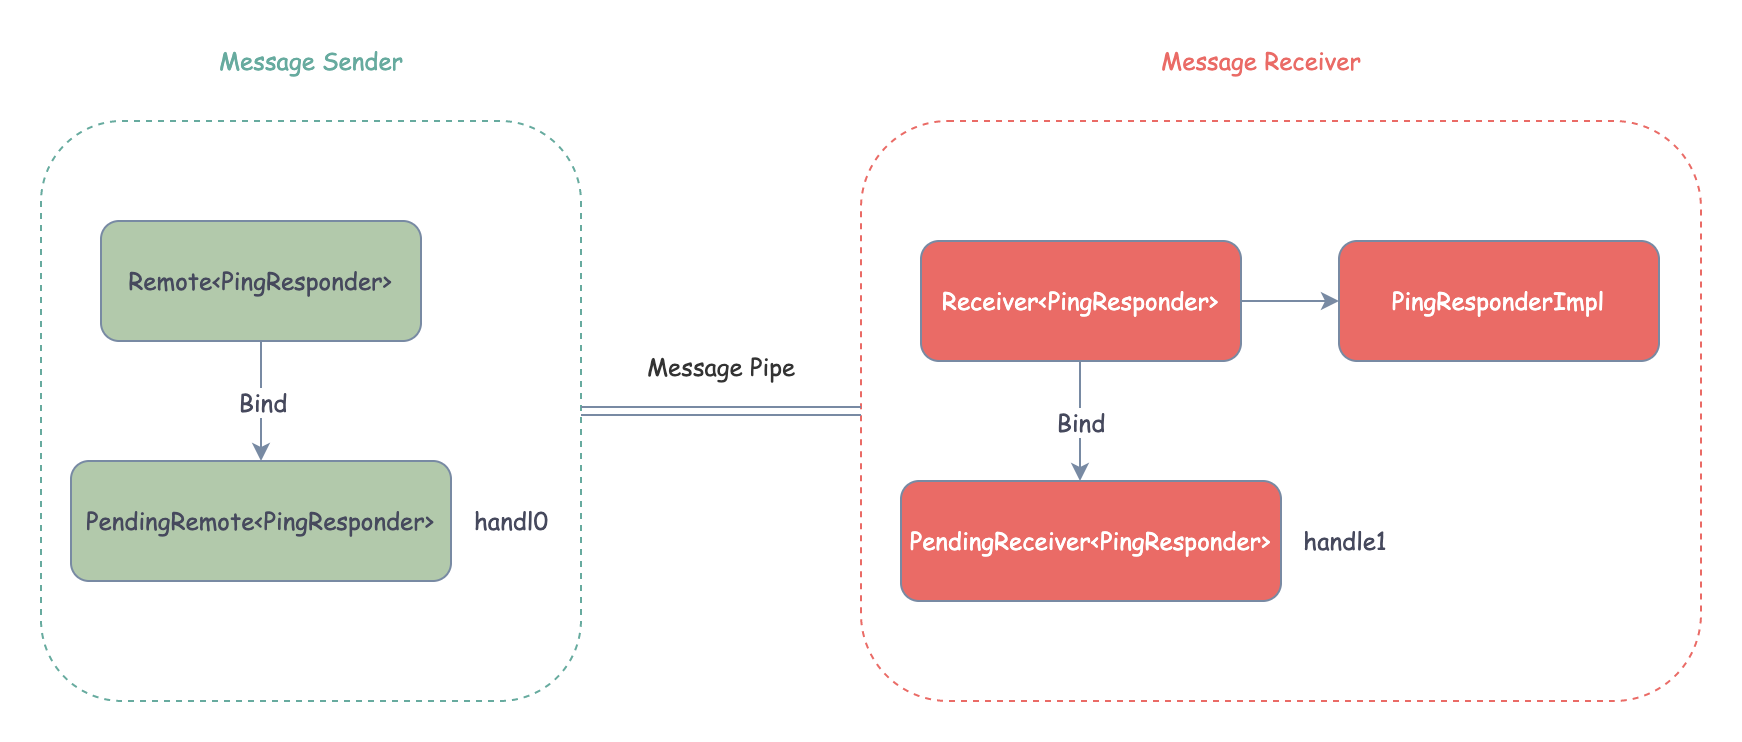 Message Sender
Message Receiver
Remote<PingResponder>
Receiver<PingResponder>
PingResponderImpl
Message Pipe
Bind
Bind
PendingRemote<PingResponder>
handl0
PendingReceiver<PingResponder>
handle1